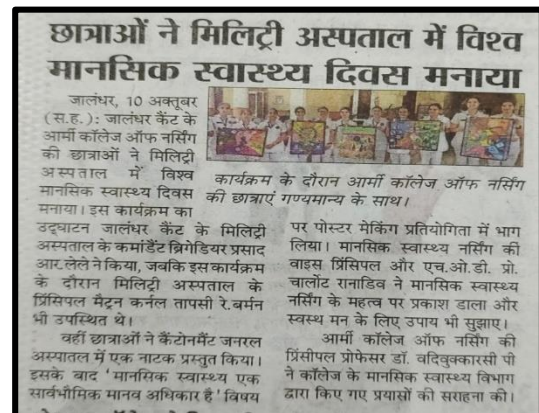 छात्राओं ने मिलिट्री अस्पताल में विश्व
मानसिक स्वास्थ्य दिवस मनाया
जालंधर, 10 अक्तूबर
(स.ह.): जालंधर कैंट के
आर्मी कॉलेज ऑफ नर्सिंग
की छात्राओं ने मिलिट्री
अस्पताल में विश्व
मानसिक स्वास्थ्य दिवस
मनाया। इस कार्यक्रम का
उद्घाटन जालंधर कैंट के मिलिट्री
अस्पताल के कमांडैंट ब्रिगेडियर प्रसाद
आर.लेले ने किया, जबकि इस कार्यक्रम
के दौरान मिलिट्री अस्पताल के
प्रिंसिपल मैट्रन कर्नल तापसी रे.बर्मन
भी उपस्थित थे।
वहीं छात्राओं ने कैंटोनमैंट जनरल
अस्पातल में एक नाटक प्रस्तुत किया।
इसके बाद 'मानसिक स्वास्थ्य एक
सार्वभौमिक मानव अधिकार है' विषय
कार्यक्रम के दौरान आर्मी कॉलेज ऑफ नर्सिंग
की छात्राएं गण्यमान्य के साथ।
पर पोस्टर मेकिंग प्रतियोगिता में भाग
लिया। मानसिक स्वास्थ्य नर्सिंग की
वाइस प्रिंसिपल और एच.ओ.डी. प्रो.
चार्लोट रानाडिव ने मानसिक स्वास्थ्य
नर्सिंग के महत्व पर प्रकाश डाला और
स्वस्थ मन के लिए उपाय भी सुझाए।
आर्मी कॉलेज ऑफ नर्सिंग की
प्रिंसीपल प्रोफेसर डॉ. वदिवुक्कारसी पी
ने कॉलेज के मानसिक स्वास्थ्य विभाग
द्वारा किए गए प्रयासों की सराहना की।